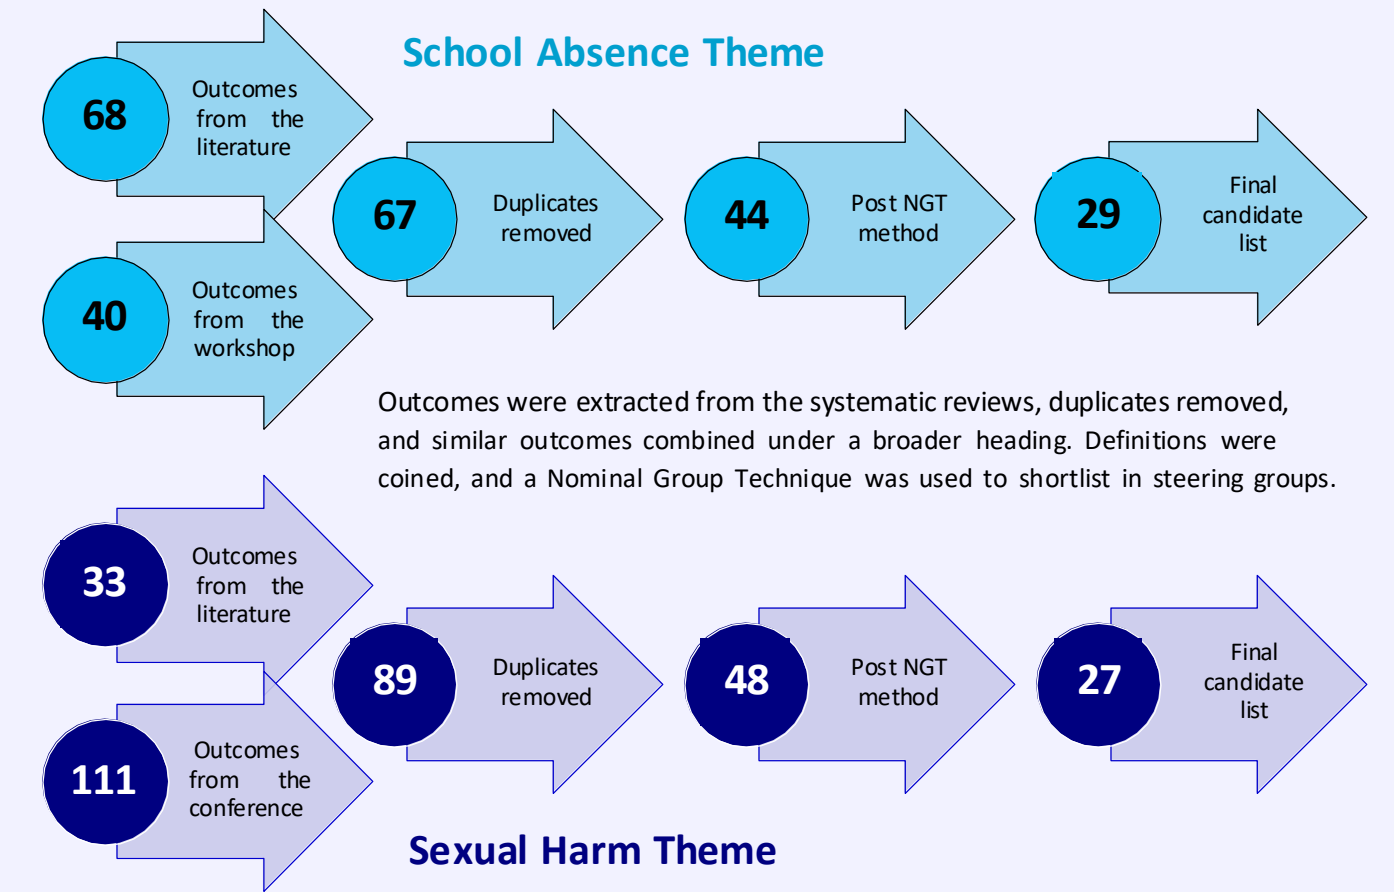 School Absence Theme
68
Outcomes
from the
literature
40
Outcomes
from the
workshop
67
Duplicates
removed
44
Post NGT
method
29
Final
candidate
list
Outcomes were extracted from the systematic reviews, duplicates removed,
and similar outcomes combined under a broader heading. Definitions were
coined, and a Nominal Group Technique was used to shortlist in steering groups.
33
Outcomes
from the
literature
111
Outcomes
from the
conference
89
Duplicates
removed
48
Post NGT
method
27
Final
candidate
list
Sexual Harm Theme